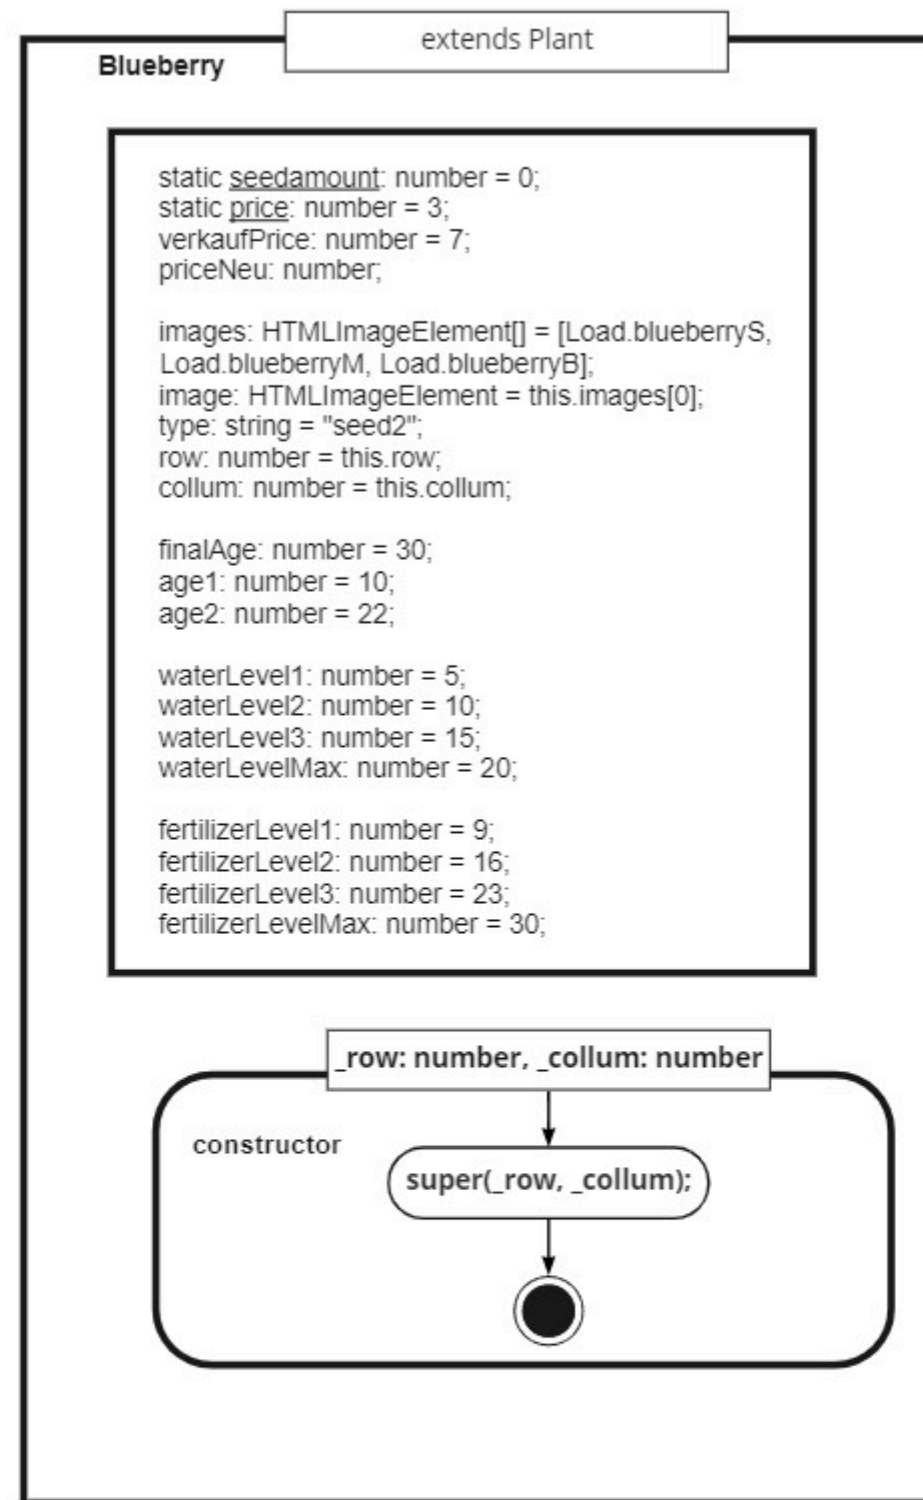 extends Plant
Blueberry
static seedamount: number = 0;
static price: number = 3;
verkaufPrice: number = 7;
priceNeu: number;
images: HTMLImageElement[] = [Load.blueberryS,
Load.blueberryM, Load.blueberryB];
image: HTMLImageElement = this.images[0];
type: string = "seed2";
row: number = this.row;
collum: number = this.collum;
finalAge: number = 30;
age1: number = 10;
age2: number = 22;
waterLevel1: number = 5;
waterLevel2: number = 10;
waterLevel3: number = 15;
waterLevelMax: number = 20;
fertilizerLevel1: number = 9;
fertilizerLevel2: number = 16;
fertilizerLevel3: number = 23;
fertilizerLevelMax: number = 30;
_row: number, _collum: number
constructor
super(_row, _collum);